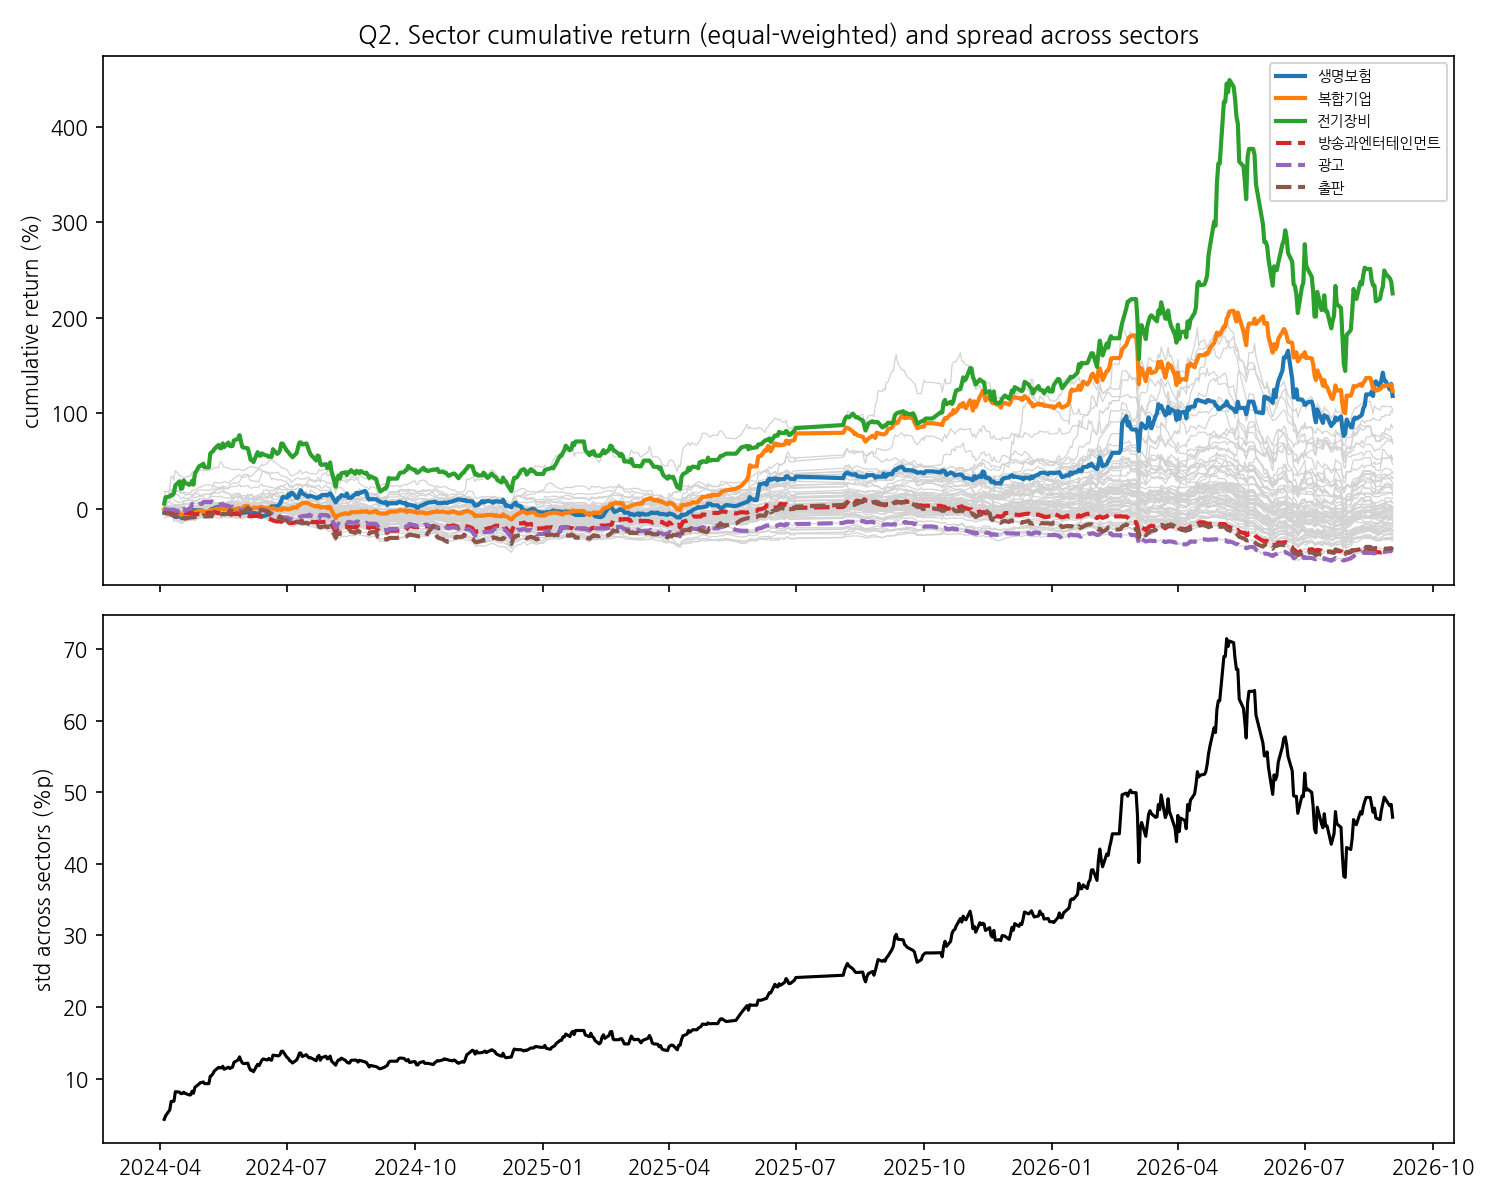 Q2. Sector cumulative return (equal-weighted) and spread across sectors
cumulative return (%)
400
300
200
100
0
생명보험
복합기업
전기장비
방송과엔터테인먼트
광고
출판
std across sectors (%p)
70
60
50
40
30
20
10
2024-04
2024-07
2024-10
2025-01
2025-04
2025-07
2025-10
2026-01
2026-04
2026-07
2026-10